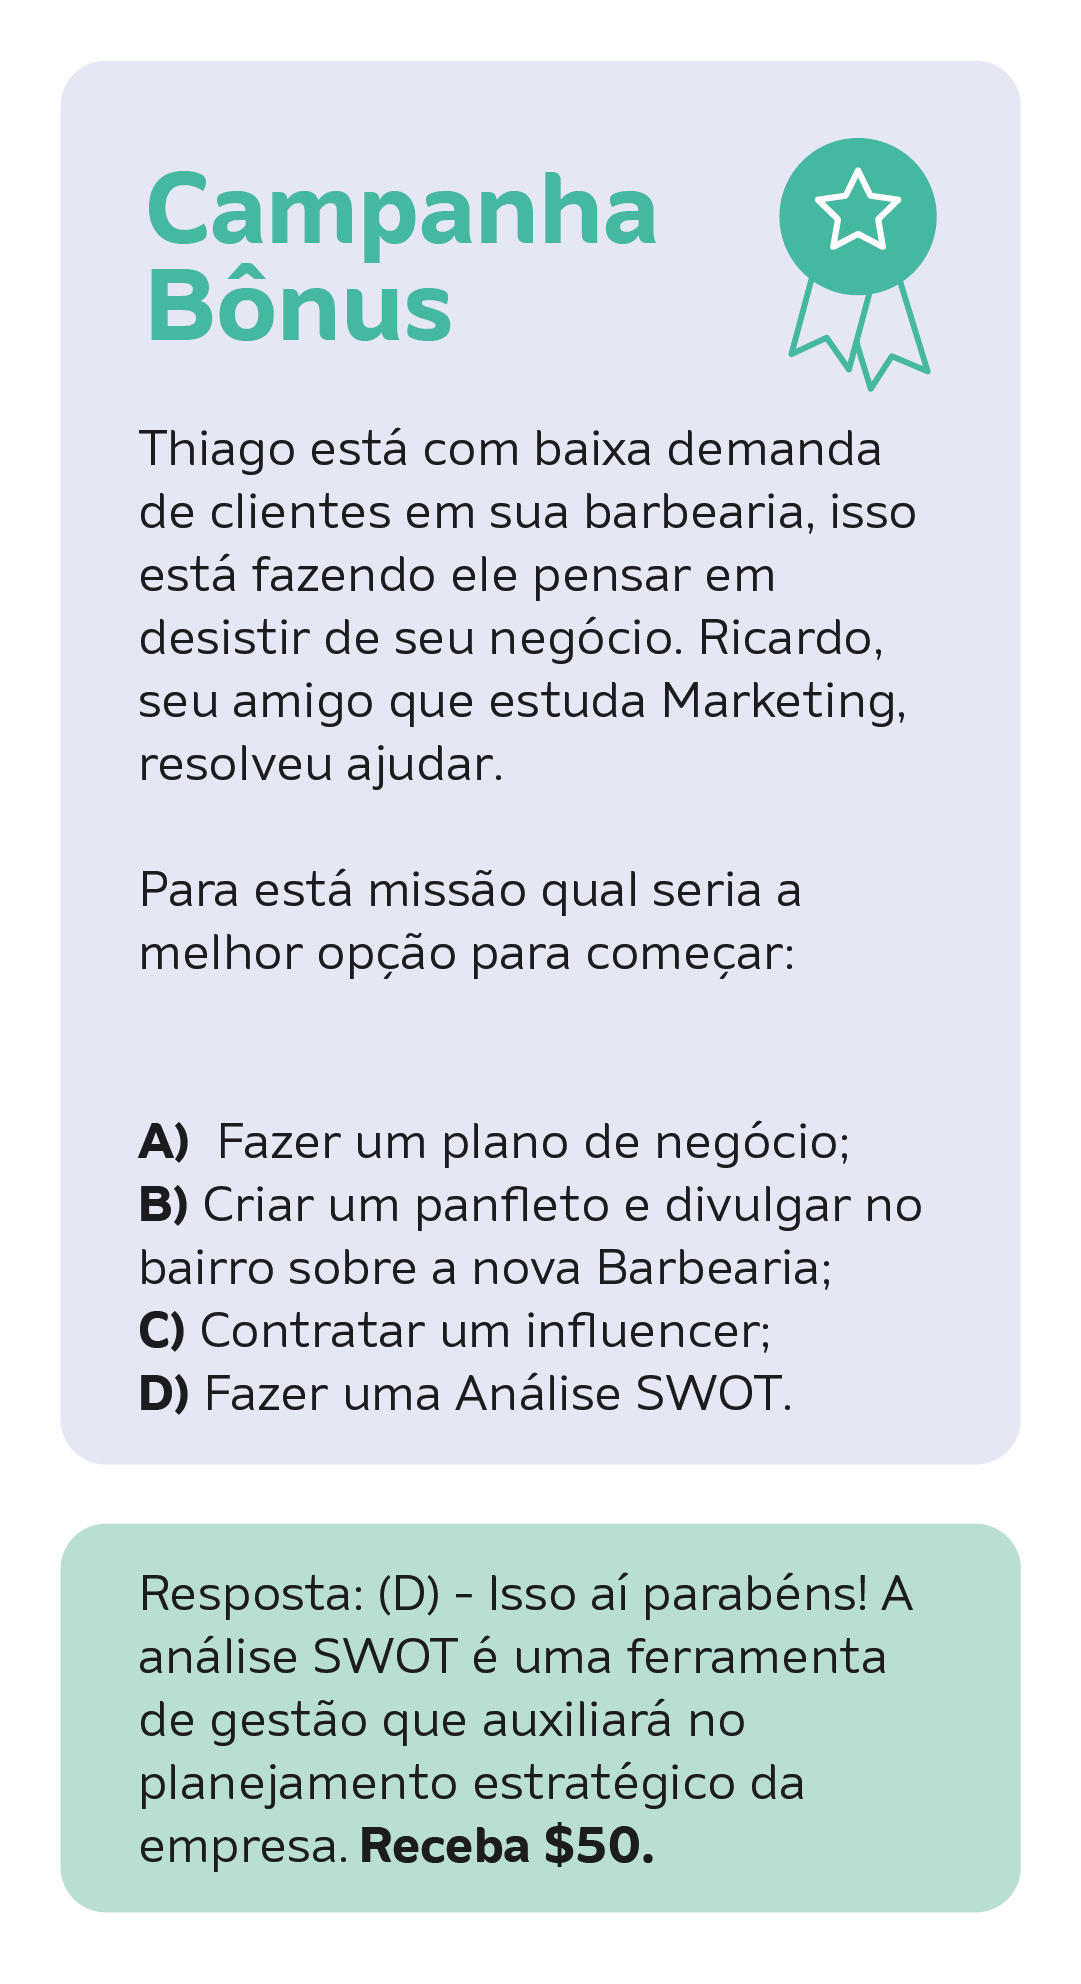 Campanha
Bônus
Thiago está com baixa demanda
de clientes em sua barbearia, isso
está fazendo ele pensar em
desistir de seu negócio. Ricardo,
seu amigo que estuda Marketing,
resolveu ajudar.
Para está missão qual seria a
melhor opção para começar:
A) Fazer um plano de negócio;
B) Criar um panfleto e divulgar no
bairro sobre a nova Barbearia;
C) Contratar um influencer;
D) Fazer uma Análise SWOT.
Resposta: (D) - Isso aí parabéns! A
análise SWOT é uma ferramenta
de gestão que auxiliará no
planejamento estratégico da
empresa. Receba $50.